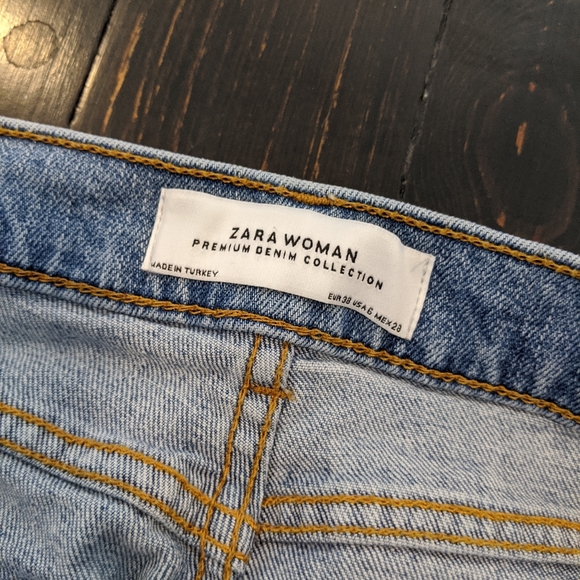 ZARA WOMAN
PREMIUM DENIM COLLECTION
MADE IN TURKEY
EUR 38 USA 6 MEX 28